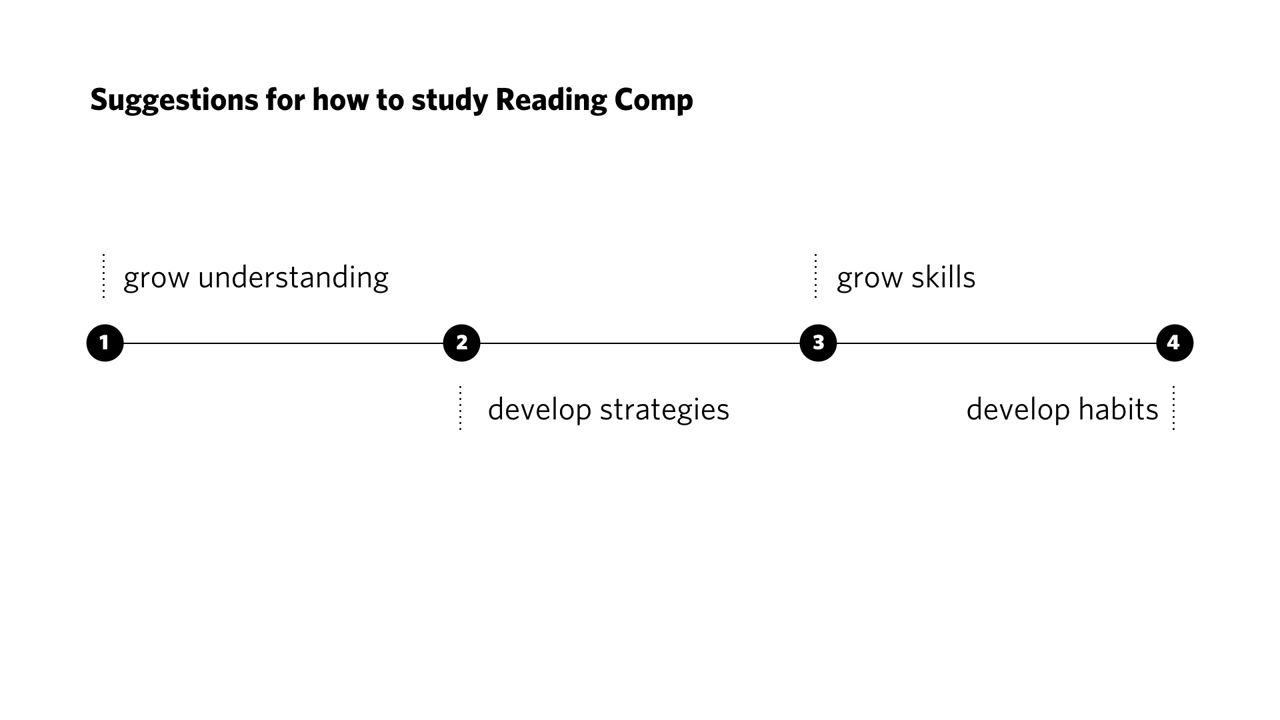 Suggestions for how to study Reading Comp
grow understanding
grow skills
1
2
3
4
develop strategies
develop habits